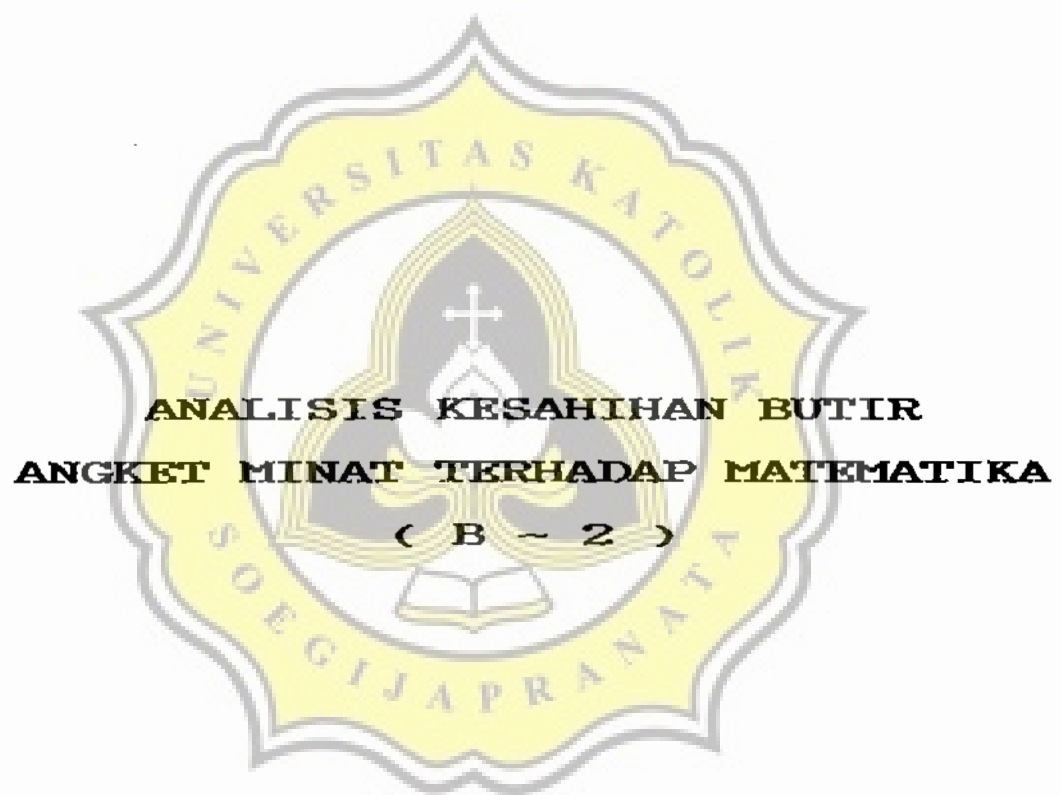 UNIVERSITAS KATOLIK
ANALISIS KESAHIHAN BUTIR
ANGKET MINAT TERHADAP MATEMATIKA
( B ~ 2 )
SOEGIJAPRANATA